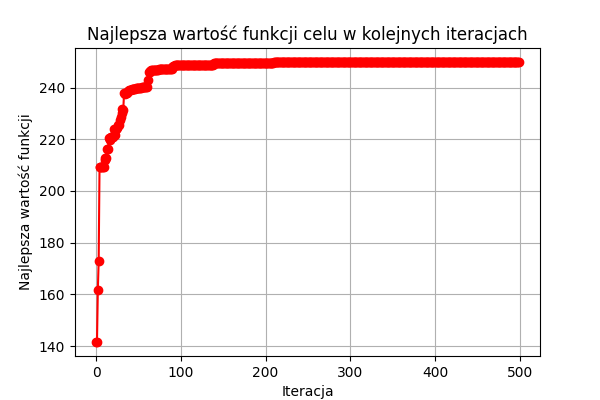 Najlepsza wartość funkcji celu w kolejnych iteracjach
Najlepsza wartość funkcji
240
220
200
180
160
140
0 100 200 300 400 500
Iteracja